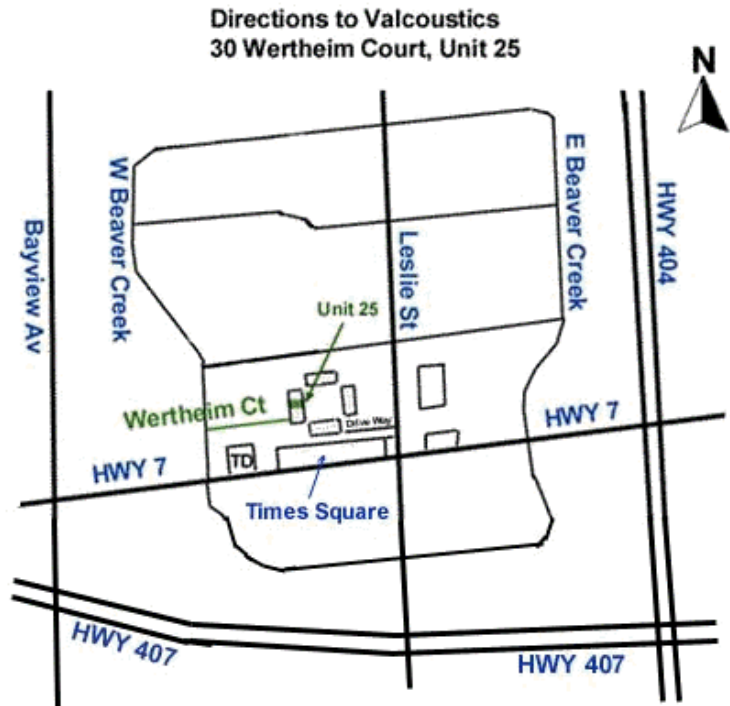 Directions to Valcoustics
30 Wertheim Court, Unit 25
N
W Beaver Creek
E Beaver Creek
Bayview Av
Leslie St
HWY 404
Unit 25
Wertheim Ct
Drive Way
HWY 7
HWY 7
TD
Times Square
HWY 407
HWY 407